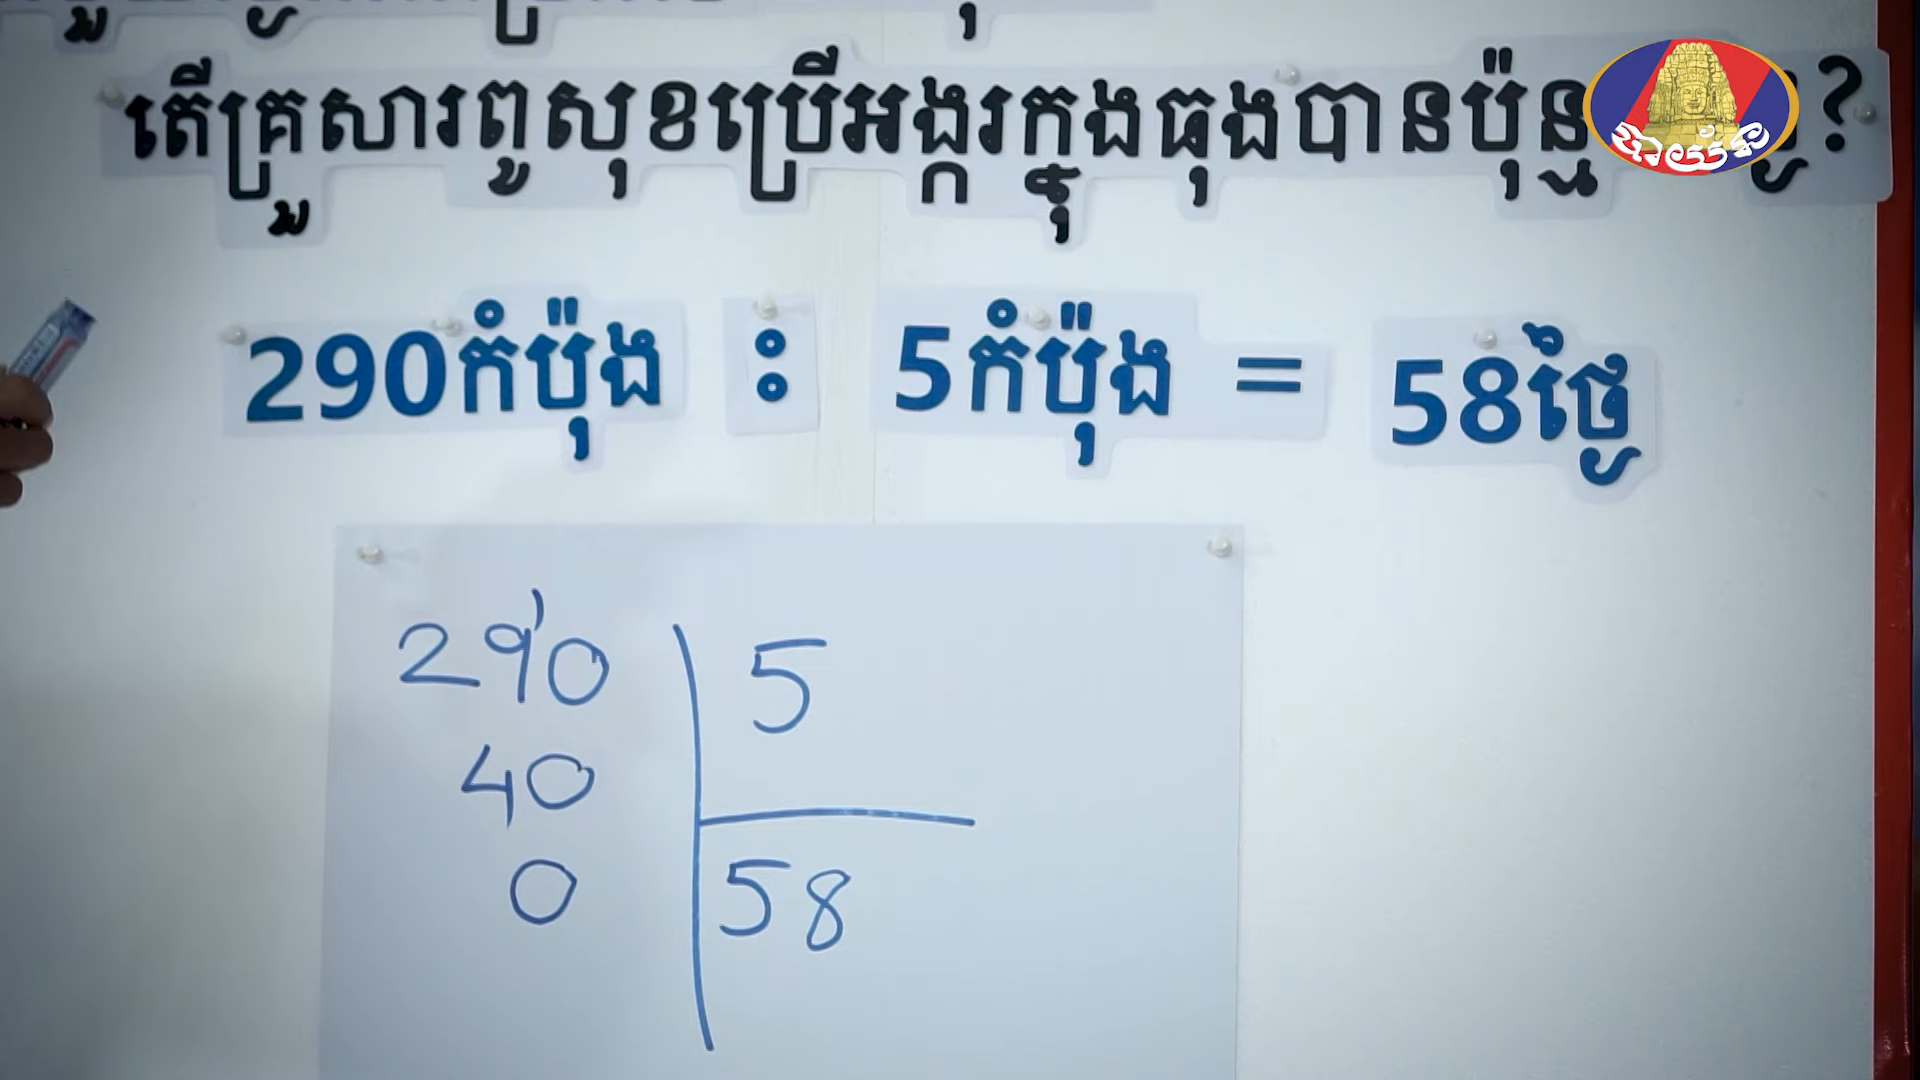 តើគ្រួសារពូសុខប្រើអង្ករក្នុងធុងបានប៉ុន្មា ?
290កំប៉ុង ៖ 5កំប៉ុង = 58ថ្ងៃ
290 5
40
0 58